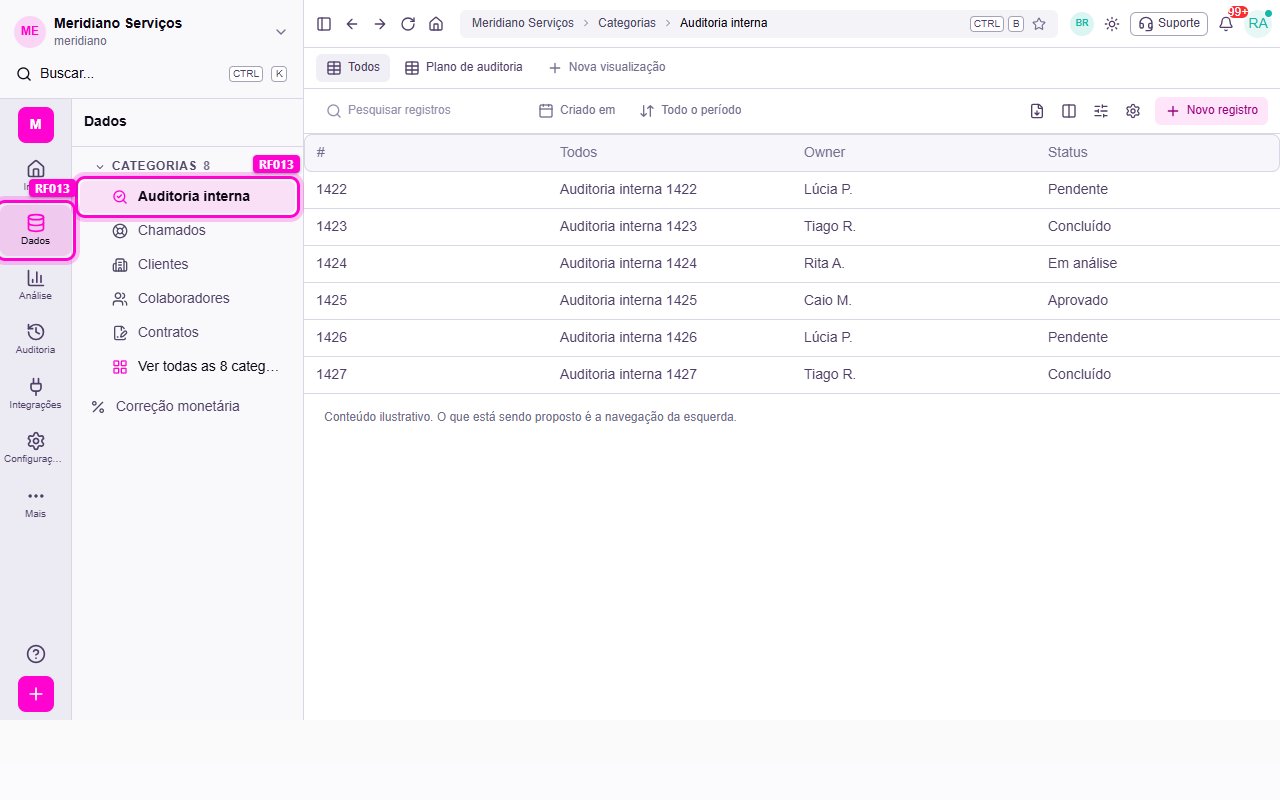 ME
Meridiano Serviços
meridiano
Buscar...
CTRL K
Meridiano Serviços > Categorias > Auditoria interna
CTRL B
BR
Suporte
99+
RA
M
Dados
RF013
Dados
Análise
Auditoria
Integrações
Configuraç...
Mais
Dados
CATEGORIAS 8
RF013
Auditoria interna
Chamados
Clientes
Colaboradores
Contratos
Ver todas as 8 categ...
Correção monetária
Todos
Plano de auditoria
Nova visualização
Pesquisar registros
Criado em
Todo o período
Novo registro
# Todos Owner Status
1422 Auditoria interna 1422 Lúcia P. Pendente
1423 Auditoria interna 1423 Tiago R. Concluído
1424 Auditoria interna 1424 Rita A. Em análise
1425 Auditoria interna 1425 Caio M. Aprovado
1426 Auditoria interna 1426 Lúcia P. Pendente
1427 Auditoria interna 1427 Tiago R. Concluído
Conteúdo ilustrativo. O que está sendo proposto é a navegação da esquerda.